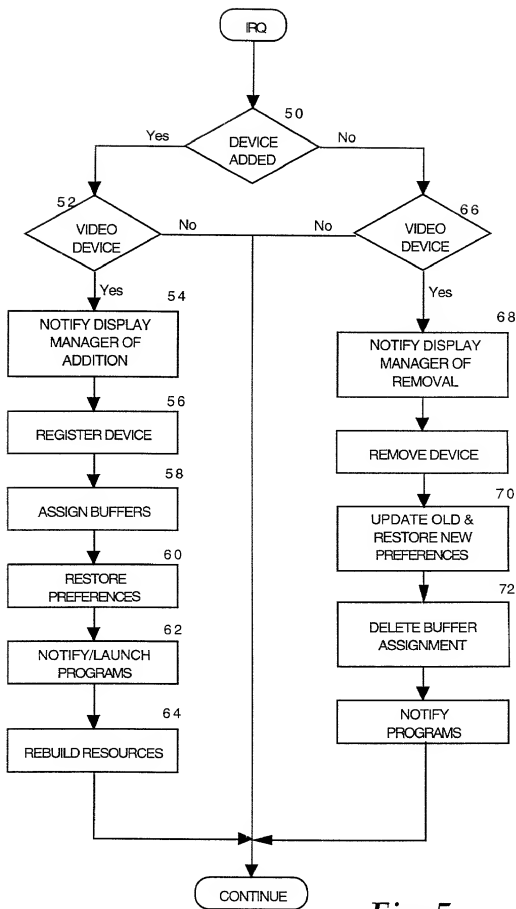 IRQ
50
DEVICE
ADDED
Yes
No
52
VIDEO
DEVICE
No
No
66
VIDEO
DEVICE
Yes
54
NOTIFY DISPLAY
MANAGER OF
ADDITION
56
REGISTER DEVICE
58
ASSIGN BUFFERS
60
RESTORE
PREFERENCES
62
NOTIFY/LAUNCH
PROGRAMS
64
REBUILD RESOURCES
Yes
68
NOTIFY DISPLAY
MANAGER OF
REMOVAL
REMOVE DEVICE
70
UPDATE OLD &
RESTORE NEW
PREFERENCES
72
DELETE BUFFER
ASSIGNMENT
NOTIFY
PROGRAMS
CONTINUE
Fig. 5